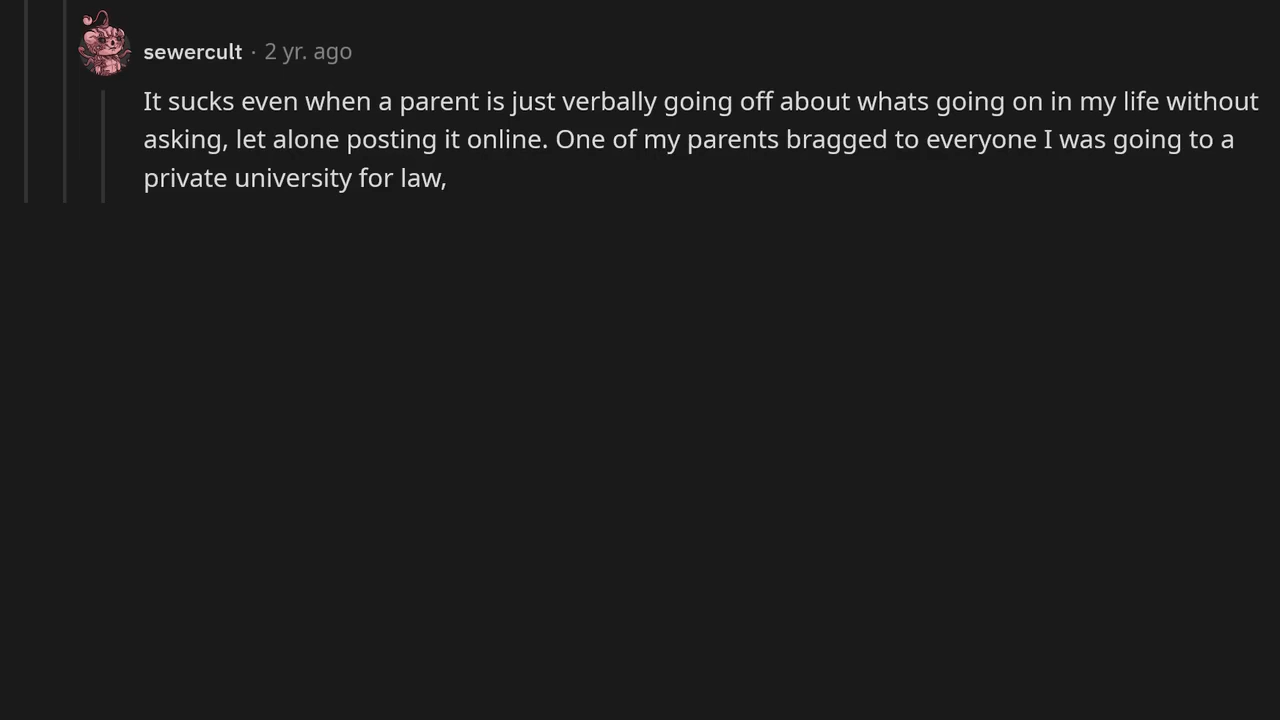 sewercult · 2 yr. ago
It sucks even when a parent is just verbally going off about whats going on in my life without
asking, let alone posting it online. One of my parents bragged to everyone I was going to a
private university for law,